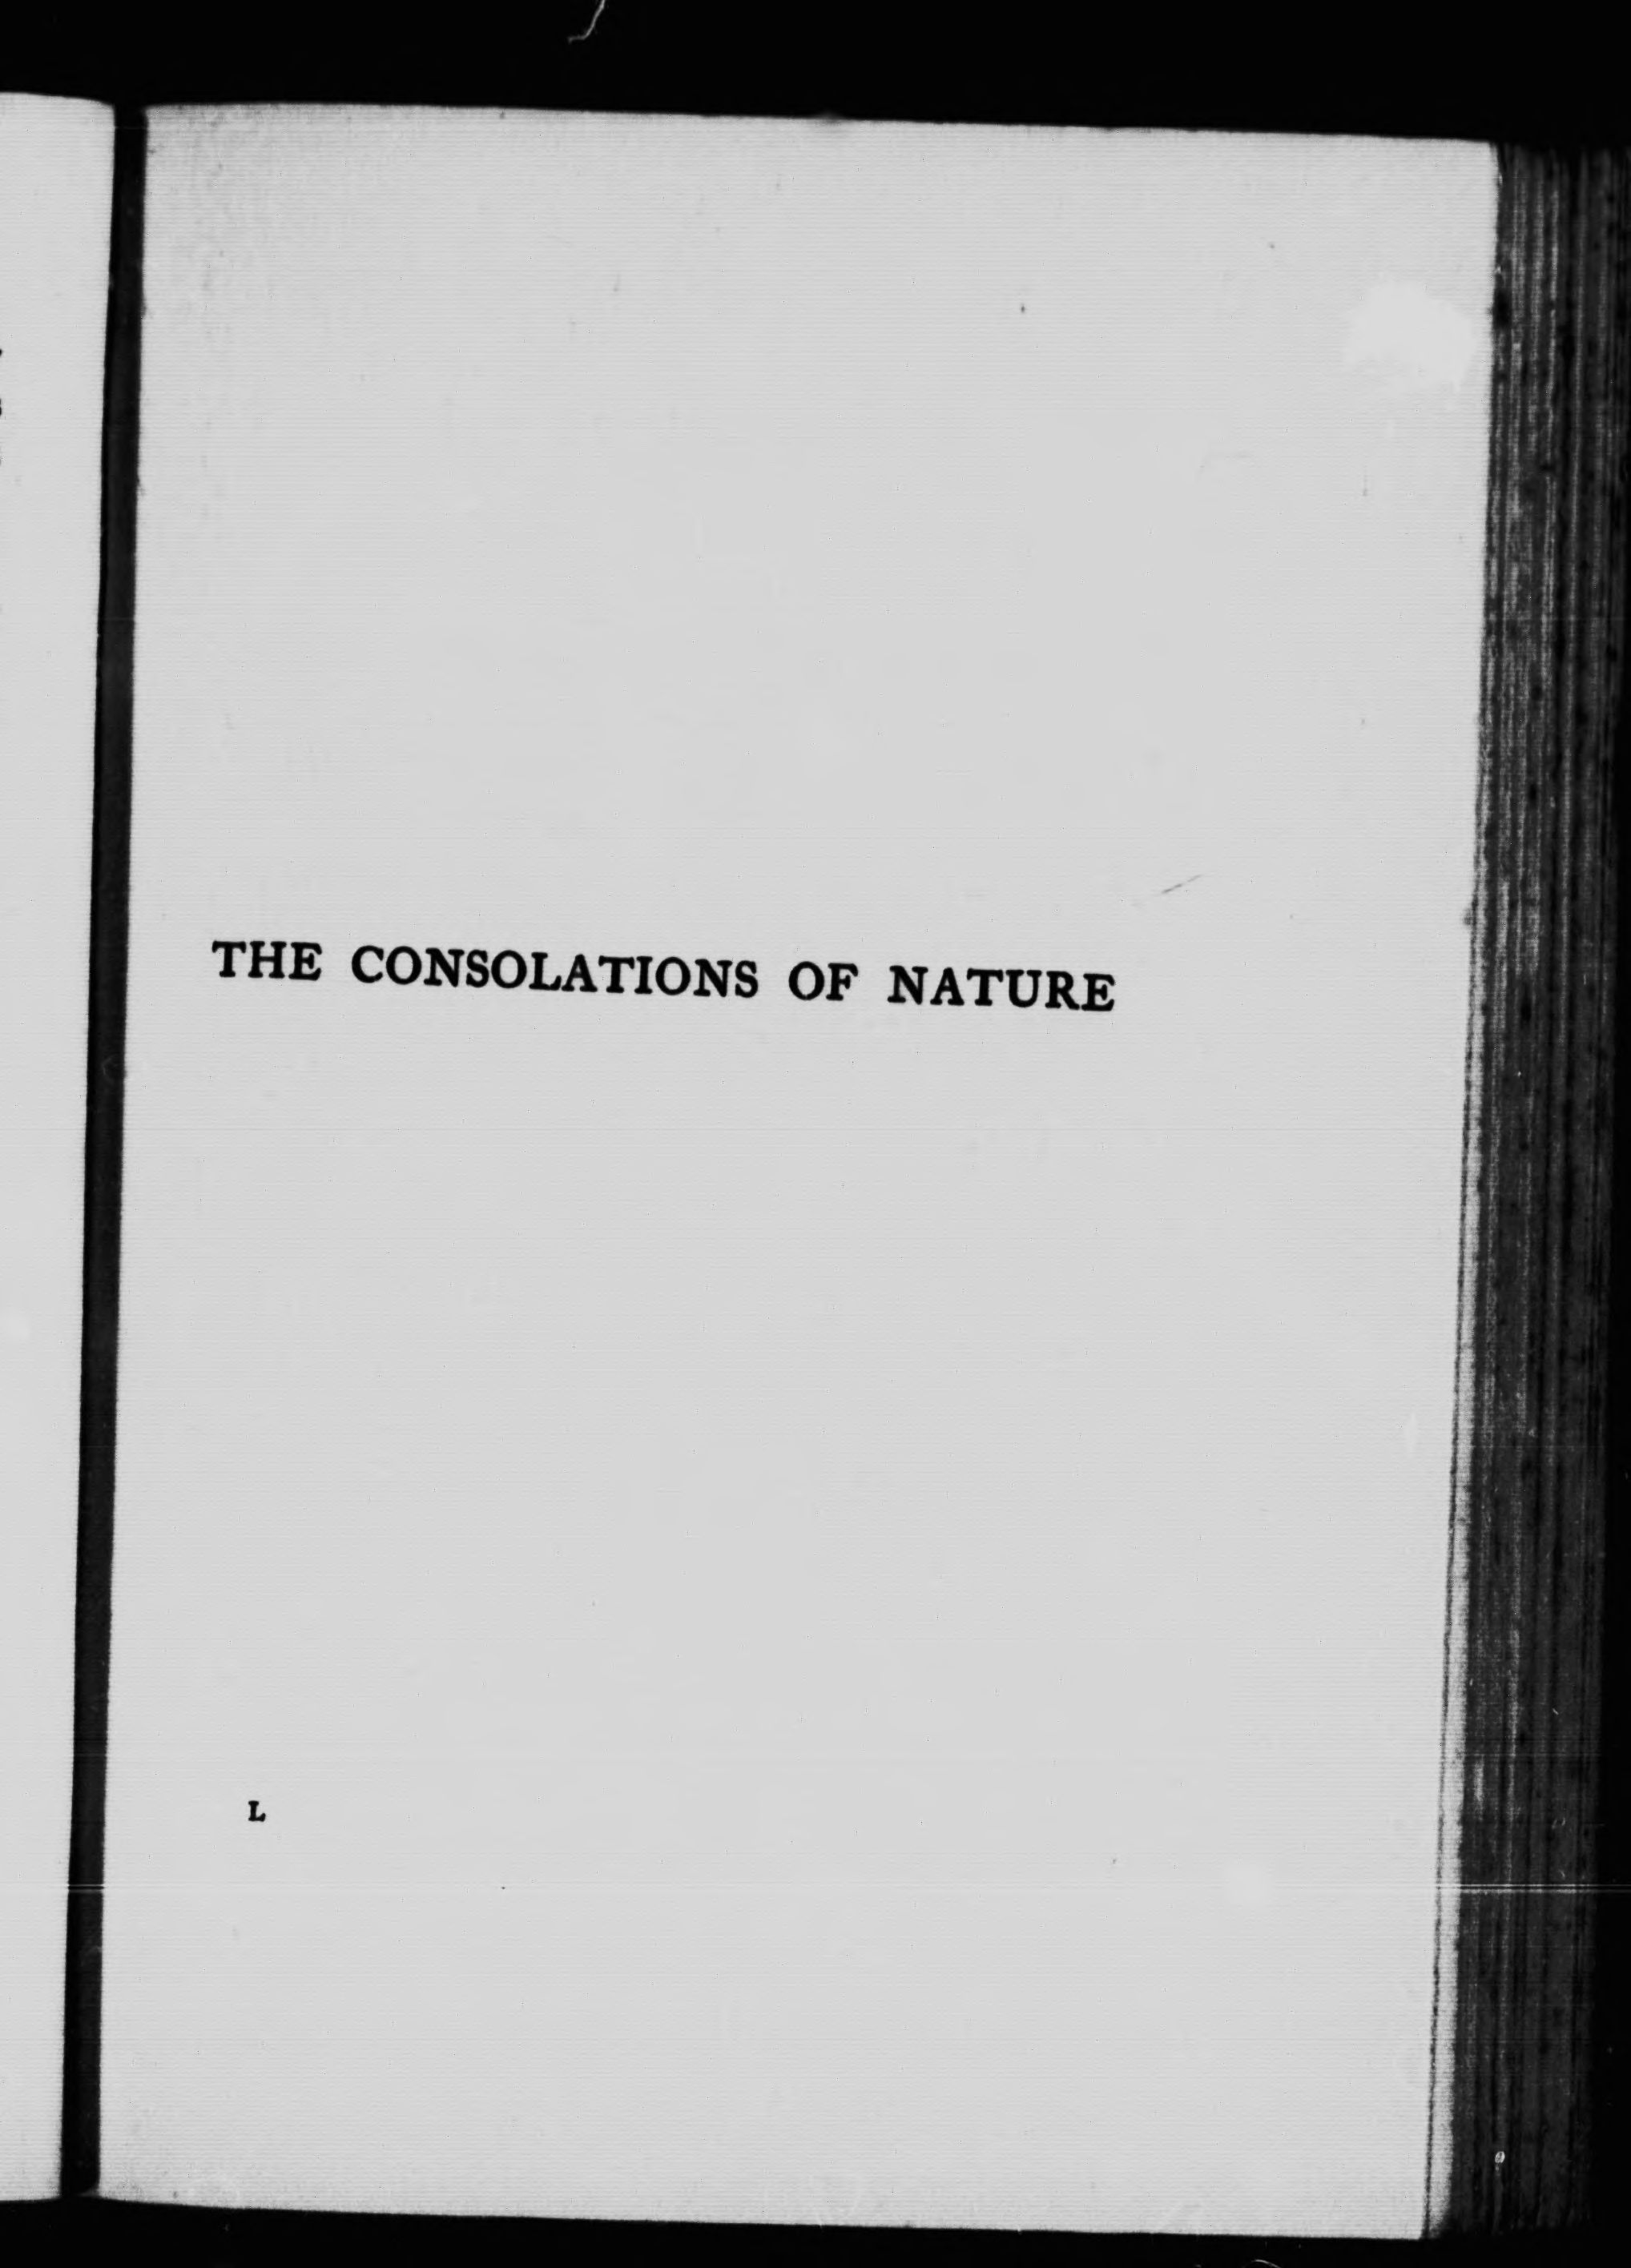 THE CONSOLATIONS OF NATURE
L